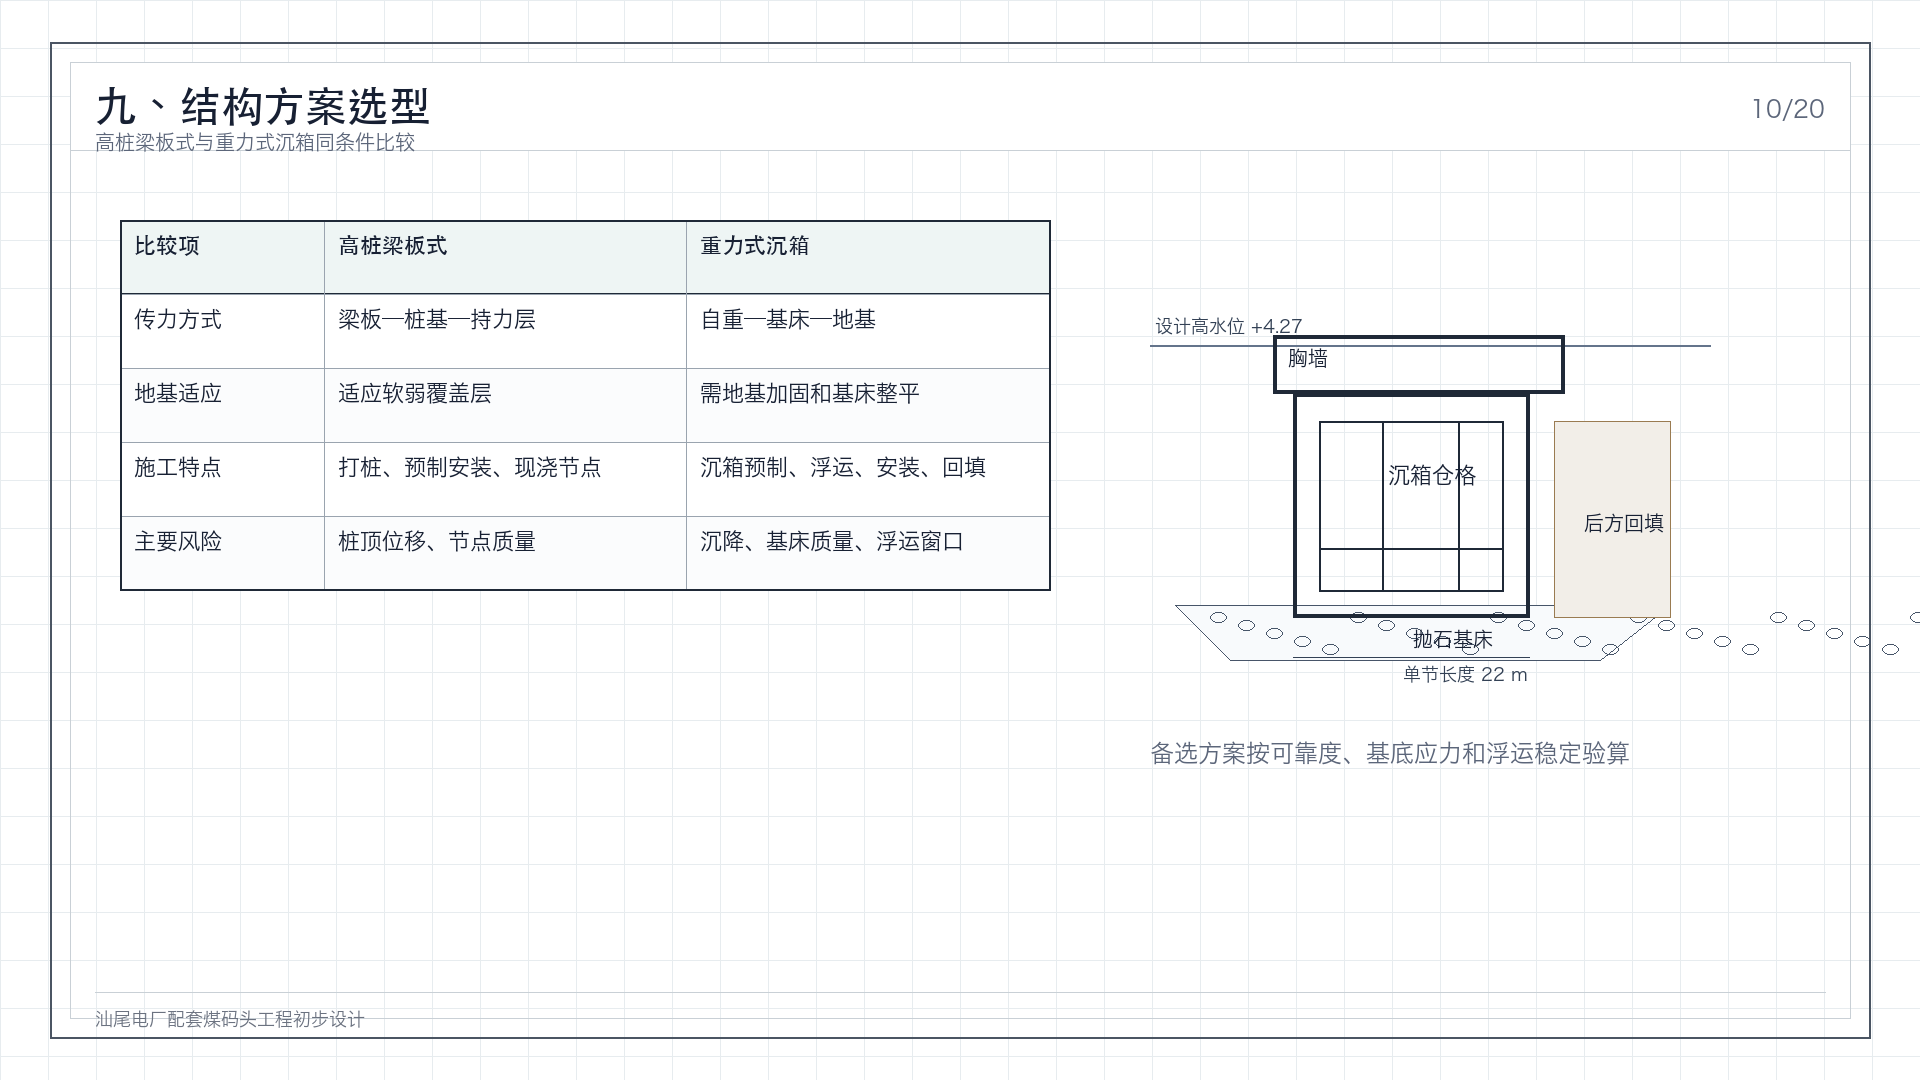 九、结构方案选型
10/20
高桩梁板式与重力式沉箱同条件比较
比较项 高桩梁板式 重力式沉箱
传力方式 梁板—桩基—持力层 自重—基床—地基
地基适应 适应软弱覆盖层 需地基加固和基床整平
施工特点 打桩、预制安装、现浇节点 沉箱预制、浮运、安装、回填
主要风险 桩顶位移、节点质量 沉降、基床质量、浮运窗口
设计高水位 +4.27
胸墙
沉箱仓格
后方回填
抛石基床
单节长度 22 m
备选方案按可靠度、基底应力和浮运稳定验算
汕尾电厂配套煤码头工程初步设计